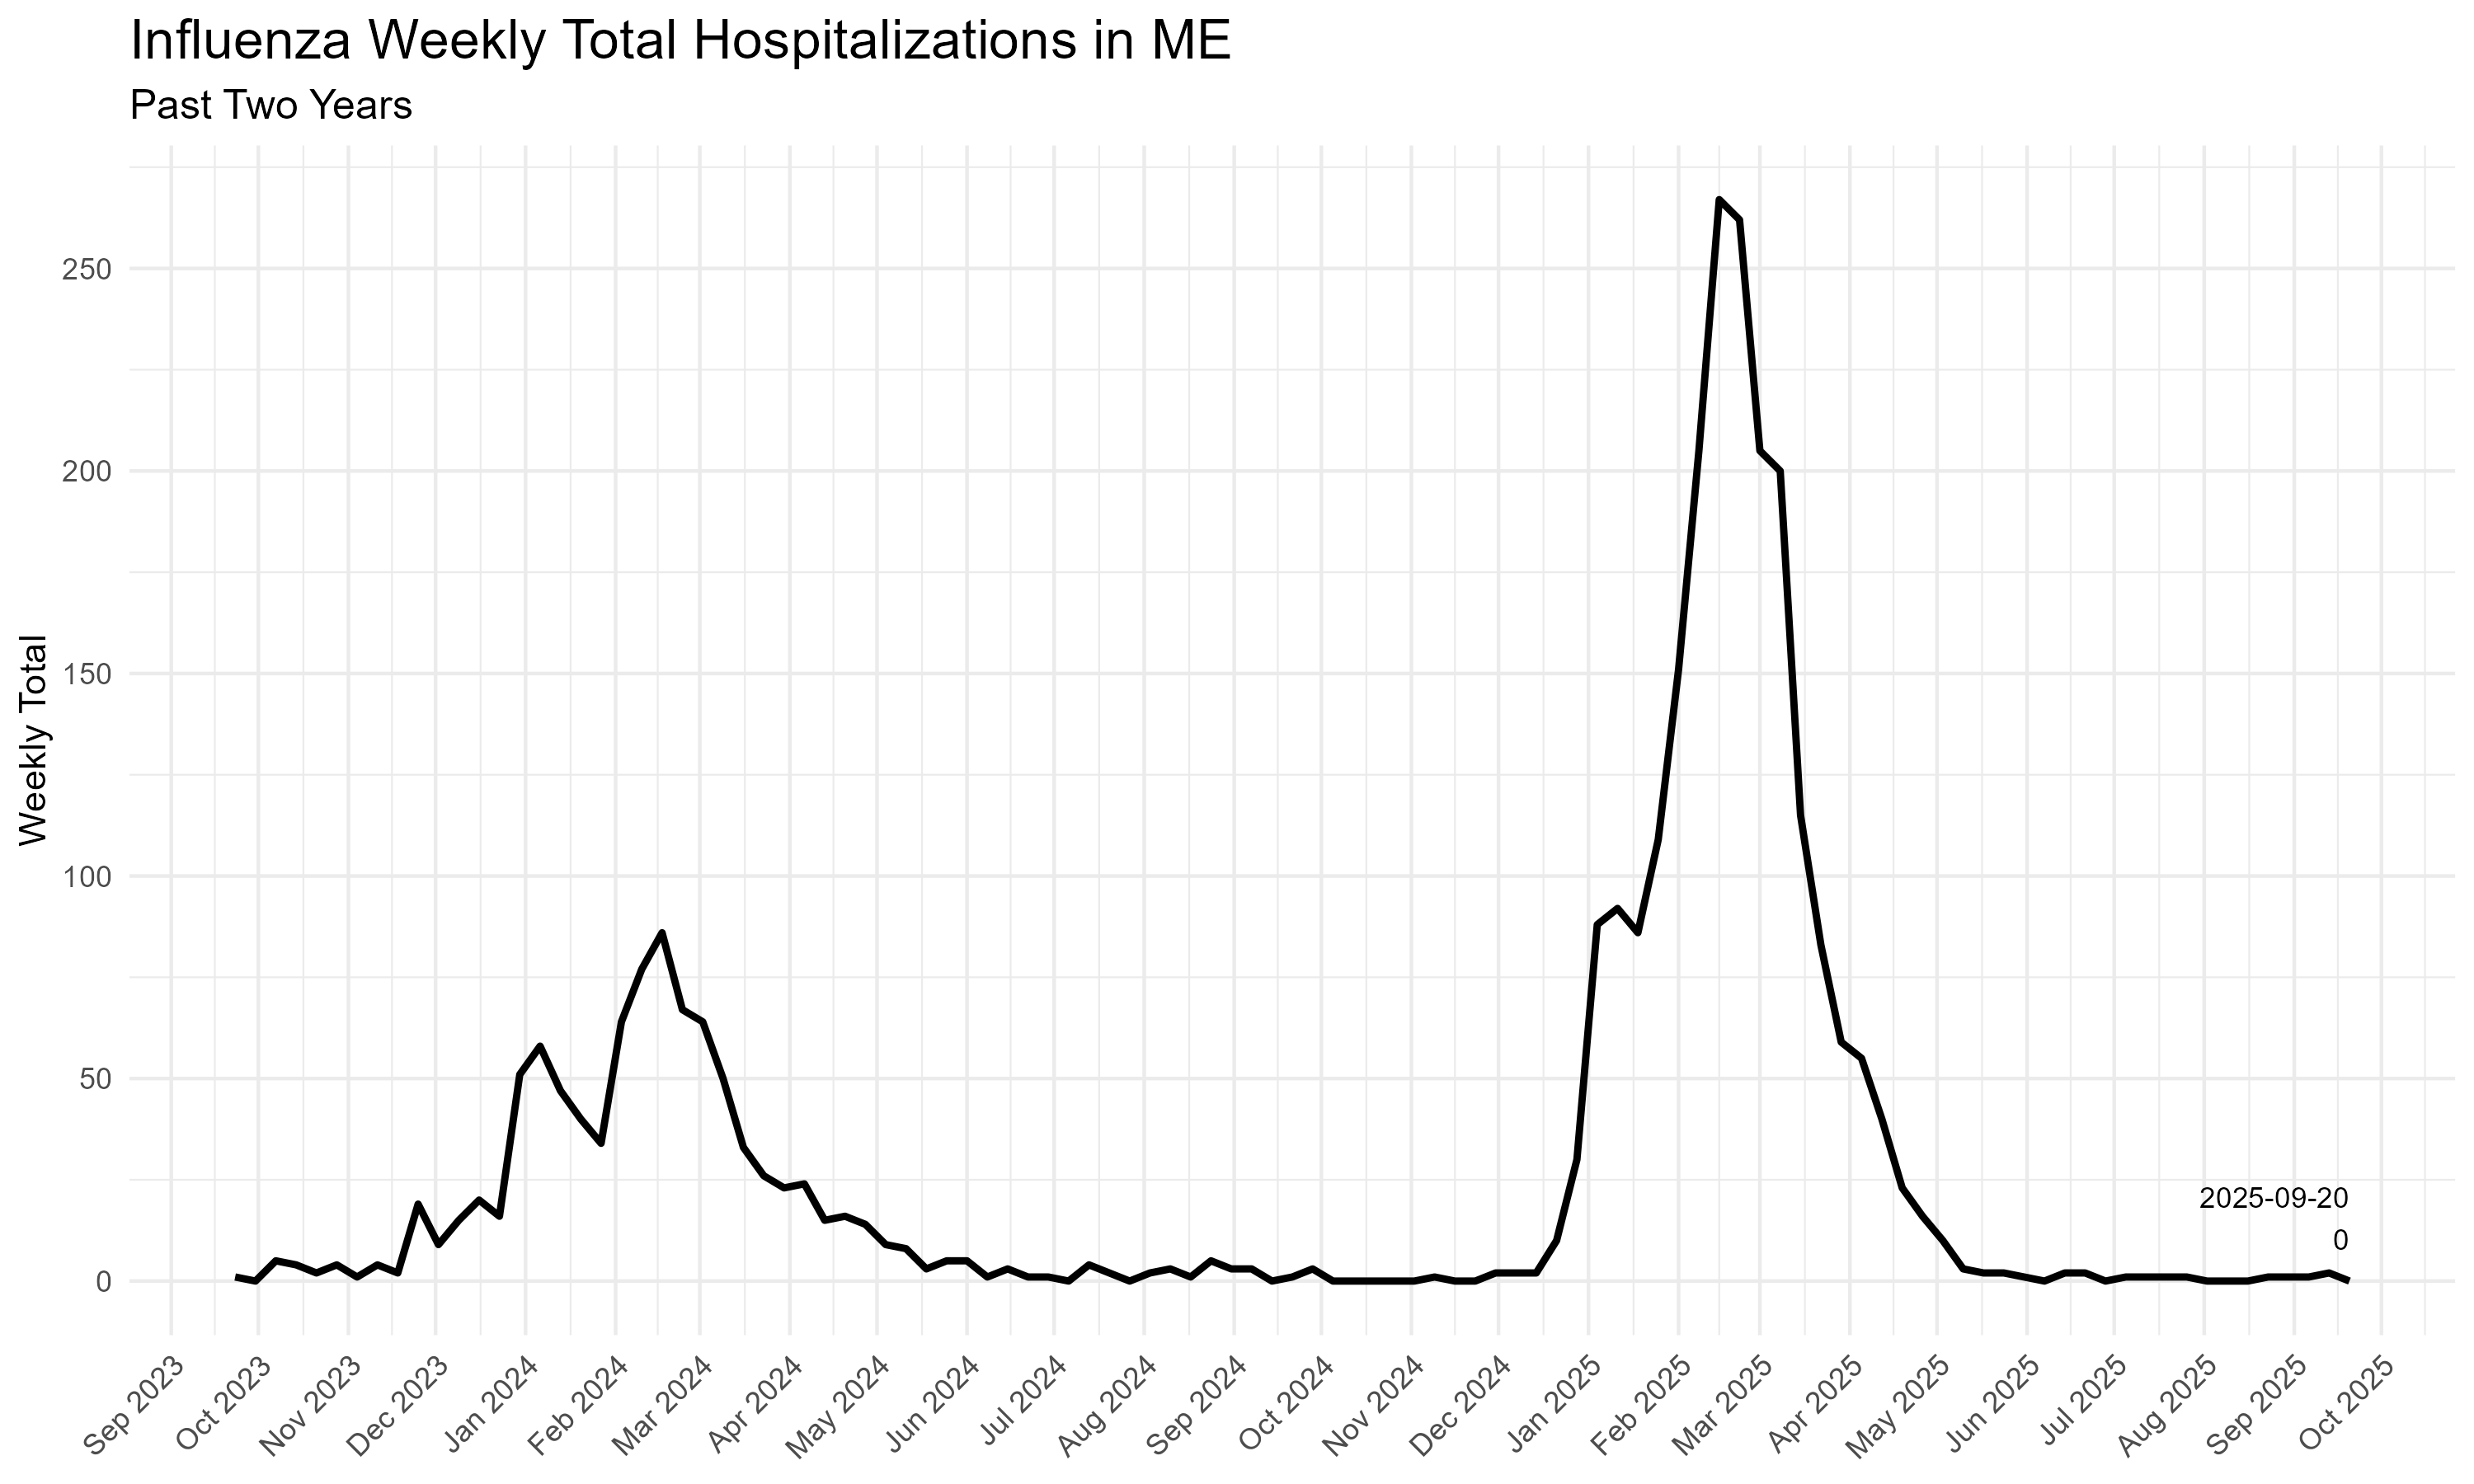 Influenza Weekly Total Hospitalizations in ME
Past Two Years
Weekly Total
250
200
150
100
50
0
2025-09-20
0
Sep 2023
Oct 2023
Nov 2023
Dec 2023
Jan 2024
Feb 2024
Mar 2024
Apr 2024
May 2024
Jun 2024
Jul 2024
Aug 2024
Sep 2024
Oct 2024
Nov 2024
Dec 2024
Jan 2025
Feb 2025
Mar 2025
Apr 2025
May 2025
Jun 2025
Jul 2025
Aug 2025
Sep 2025
Oct 2025